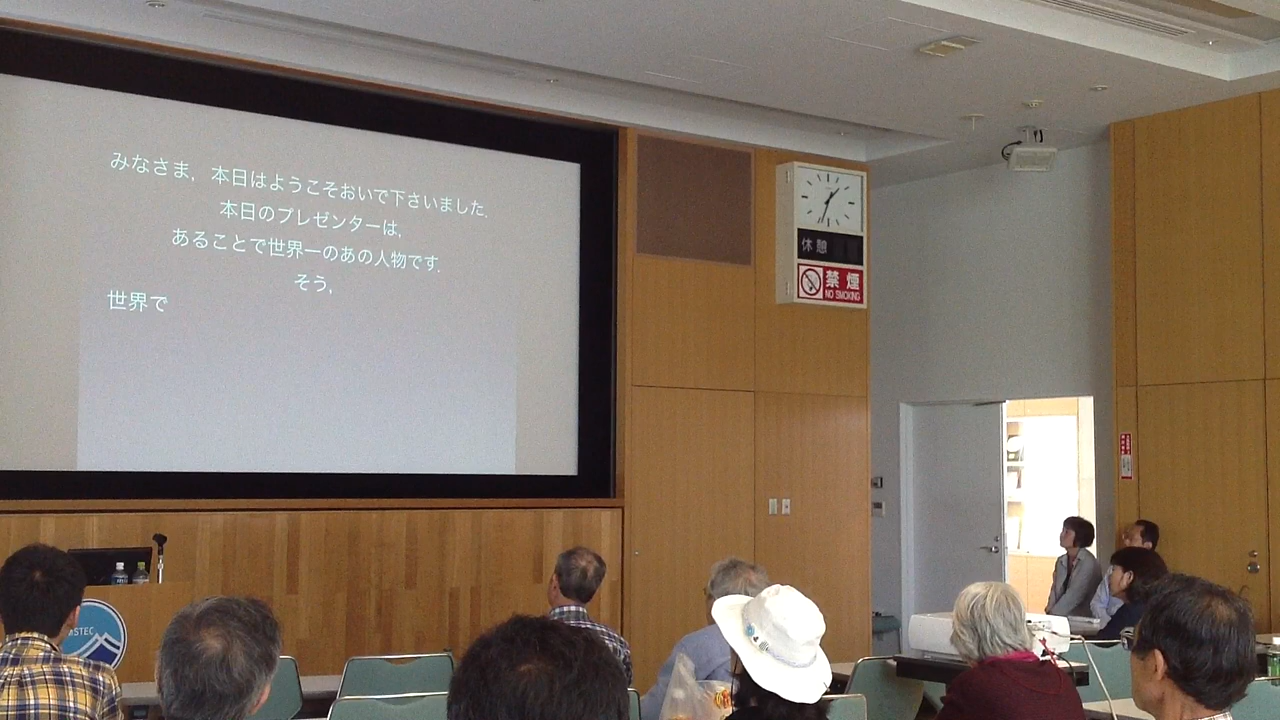 みなさま，本日はようこそおいで下さいました．
本日のプレゼンターは，
あることで世界一のあの人物です．
そう，
世界で
休憩
禁煙
NO SMOKING